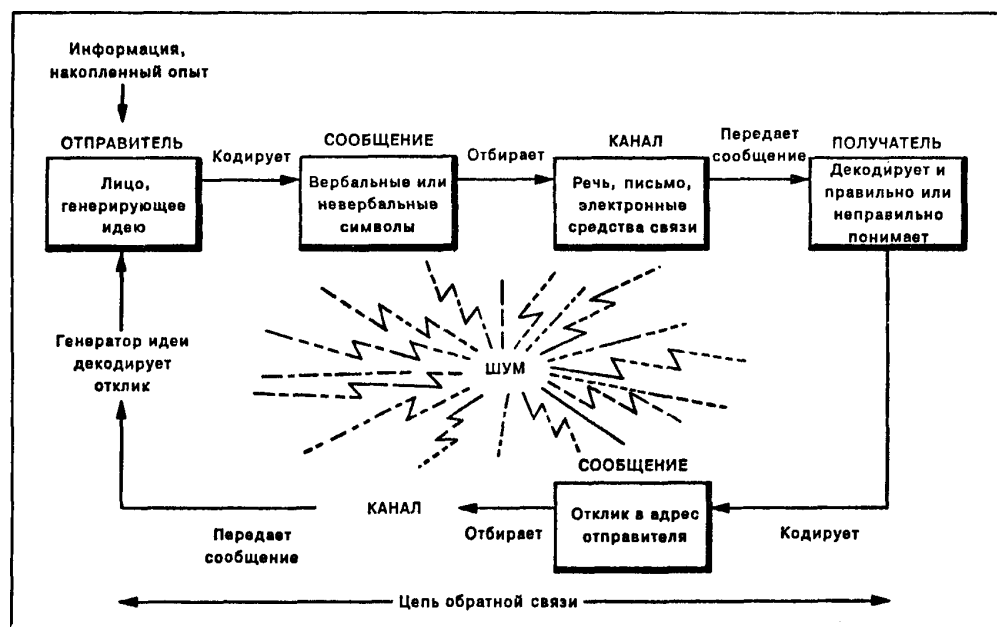 Информация,
накопленный опыт
ОТПРАВИТЕЛЬ
Лицо,
генерирующее
идею
Кодирует
СООБЩЕНИЕ
Вербальные или
невербальные
символы
Отбирает
КАНАЛ
Речь, письмо,
электронные
средства связи
Передает
сообщение
ПОЛУЧАТЕЛЬ
Декодирует и
правильно или
неправильно
понимает
Генератор идеи
декодирует
отклик
ШУМ
СООБЩЕНИЕ
Отклик в адрес
отправителя
Кодирует
Отбирает
КАНАЛ
Передает
сообщение
Цепь обратной связи